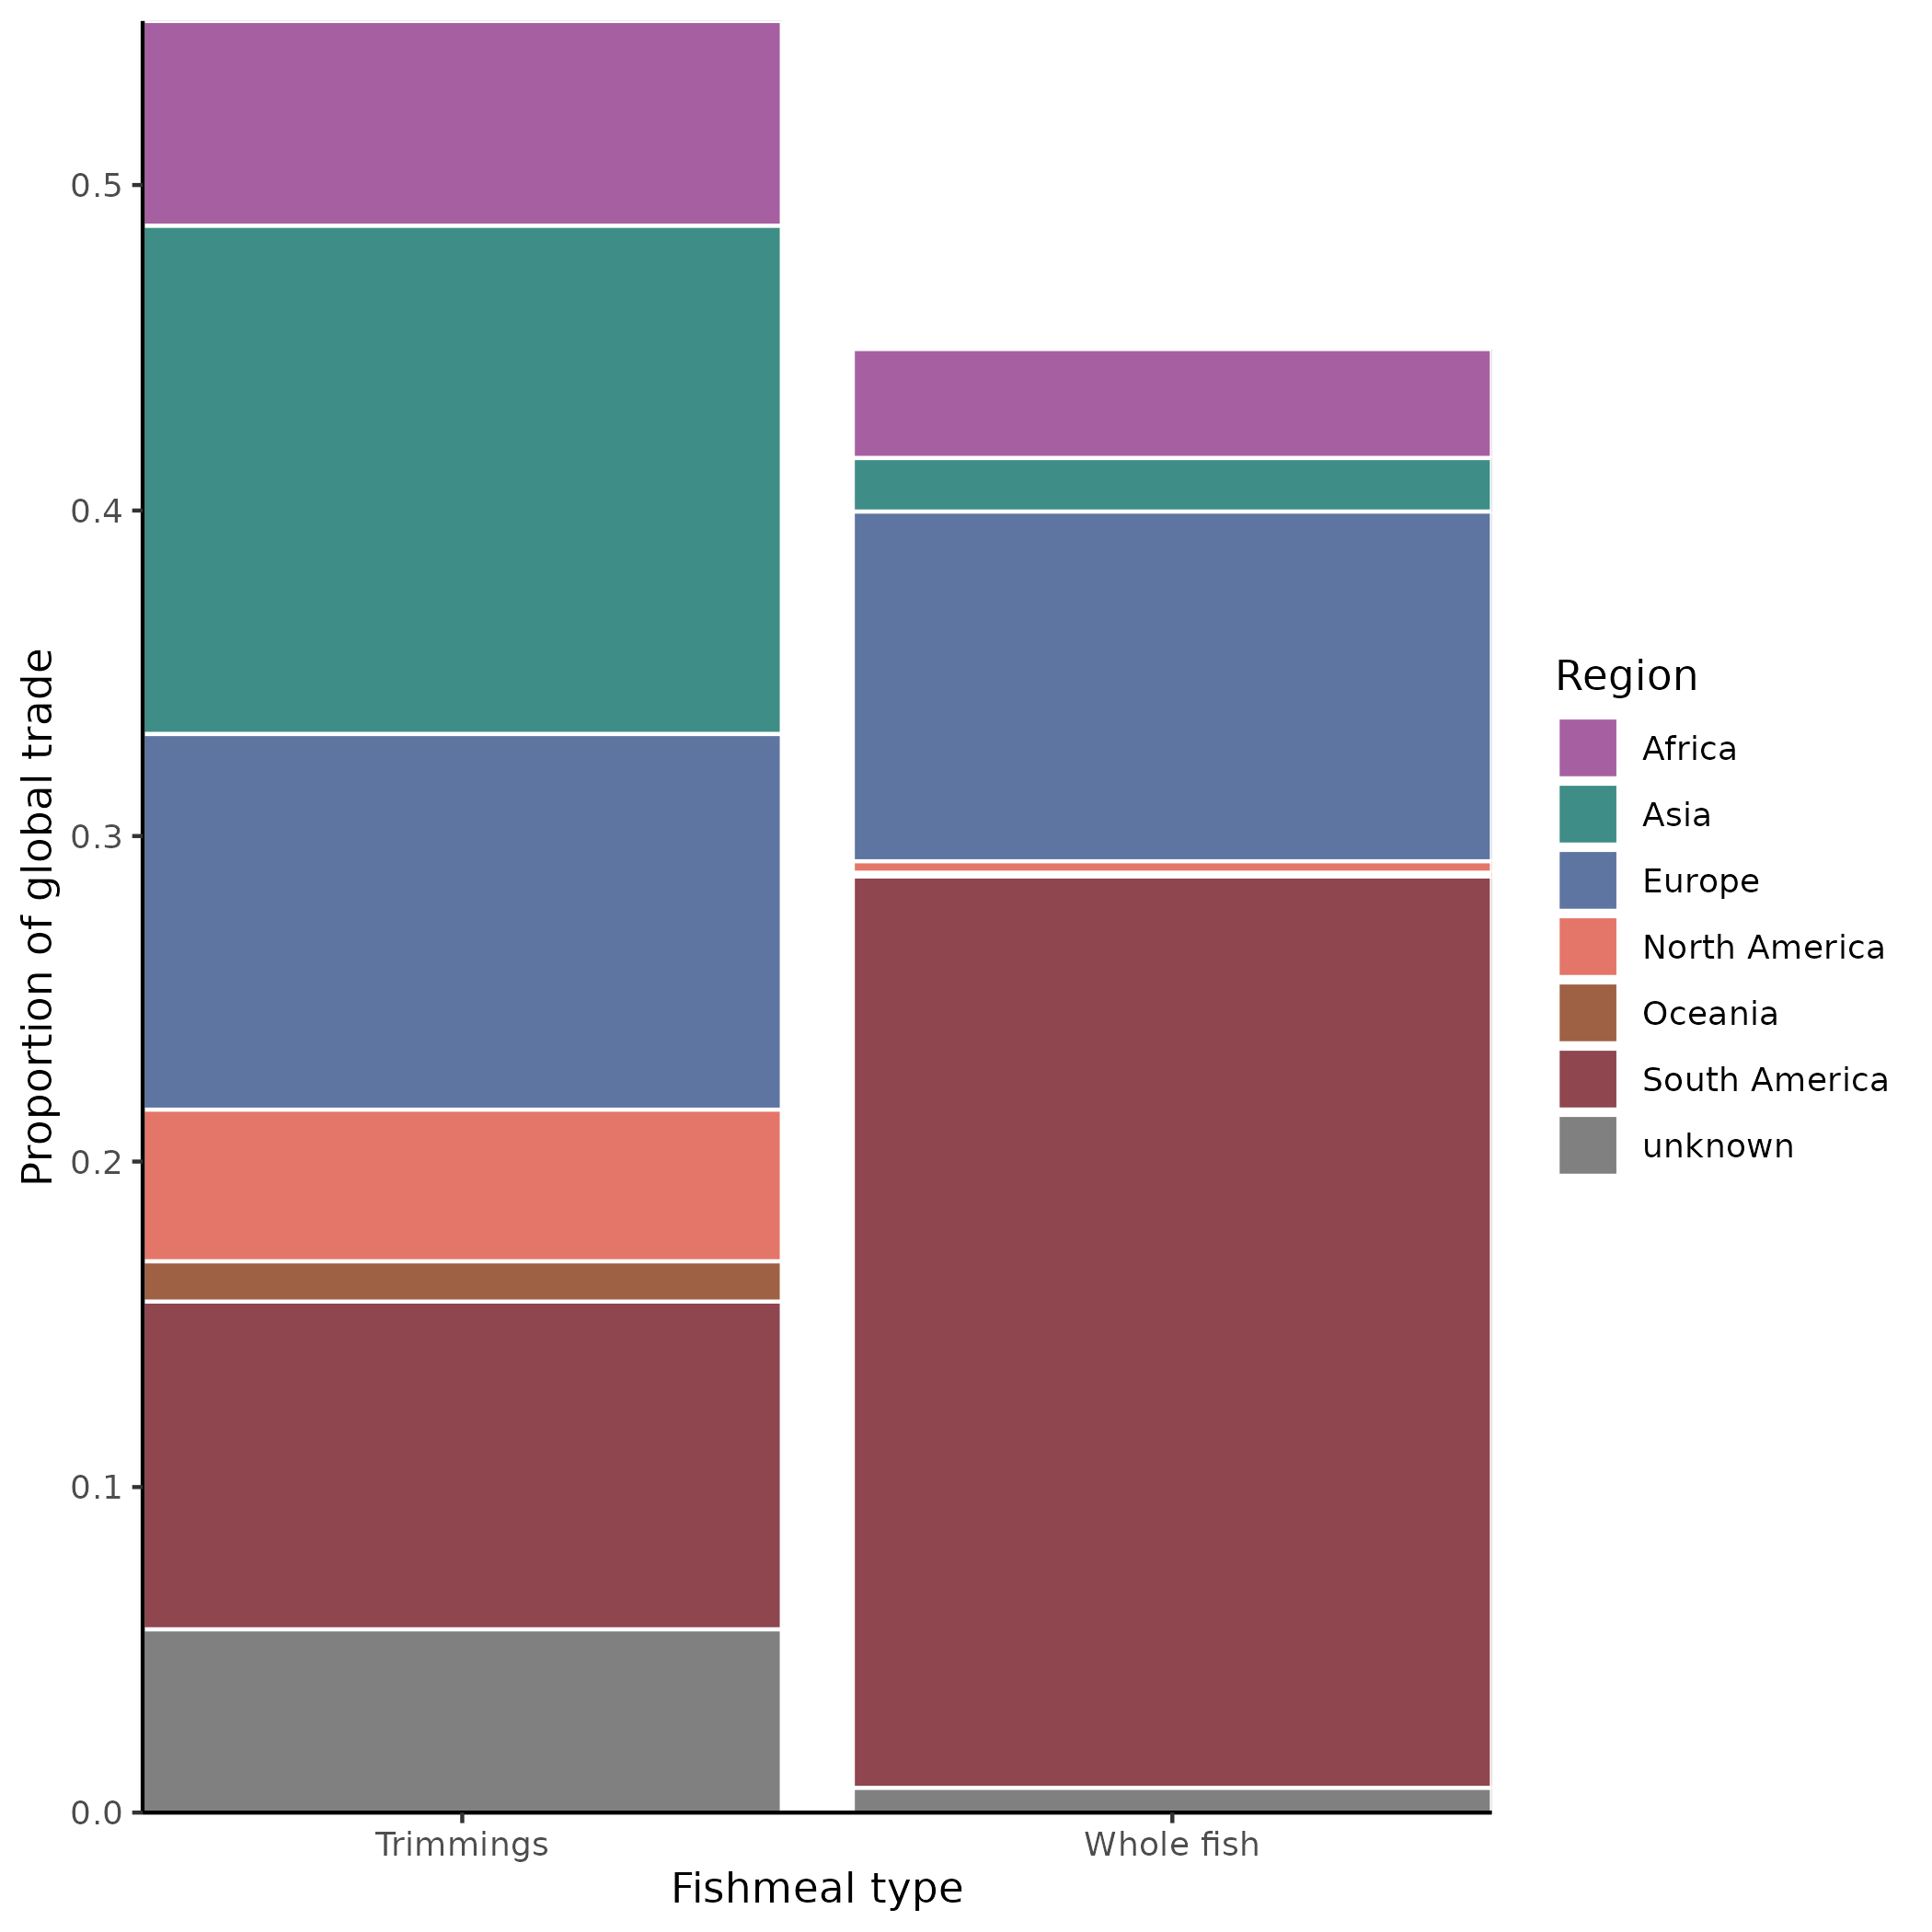 Proportion of global trade
0.5
0.4
0.3
0.2
0.1
0.0
Trimmings
Whole fish
Fishmeal type
Region
Africa
Asia
Europe
North America
Oceania
South America
unknown